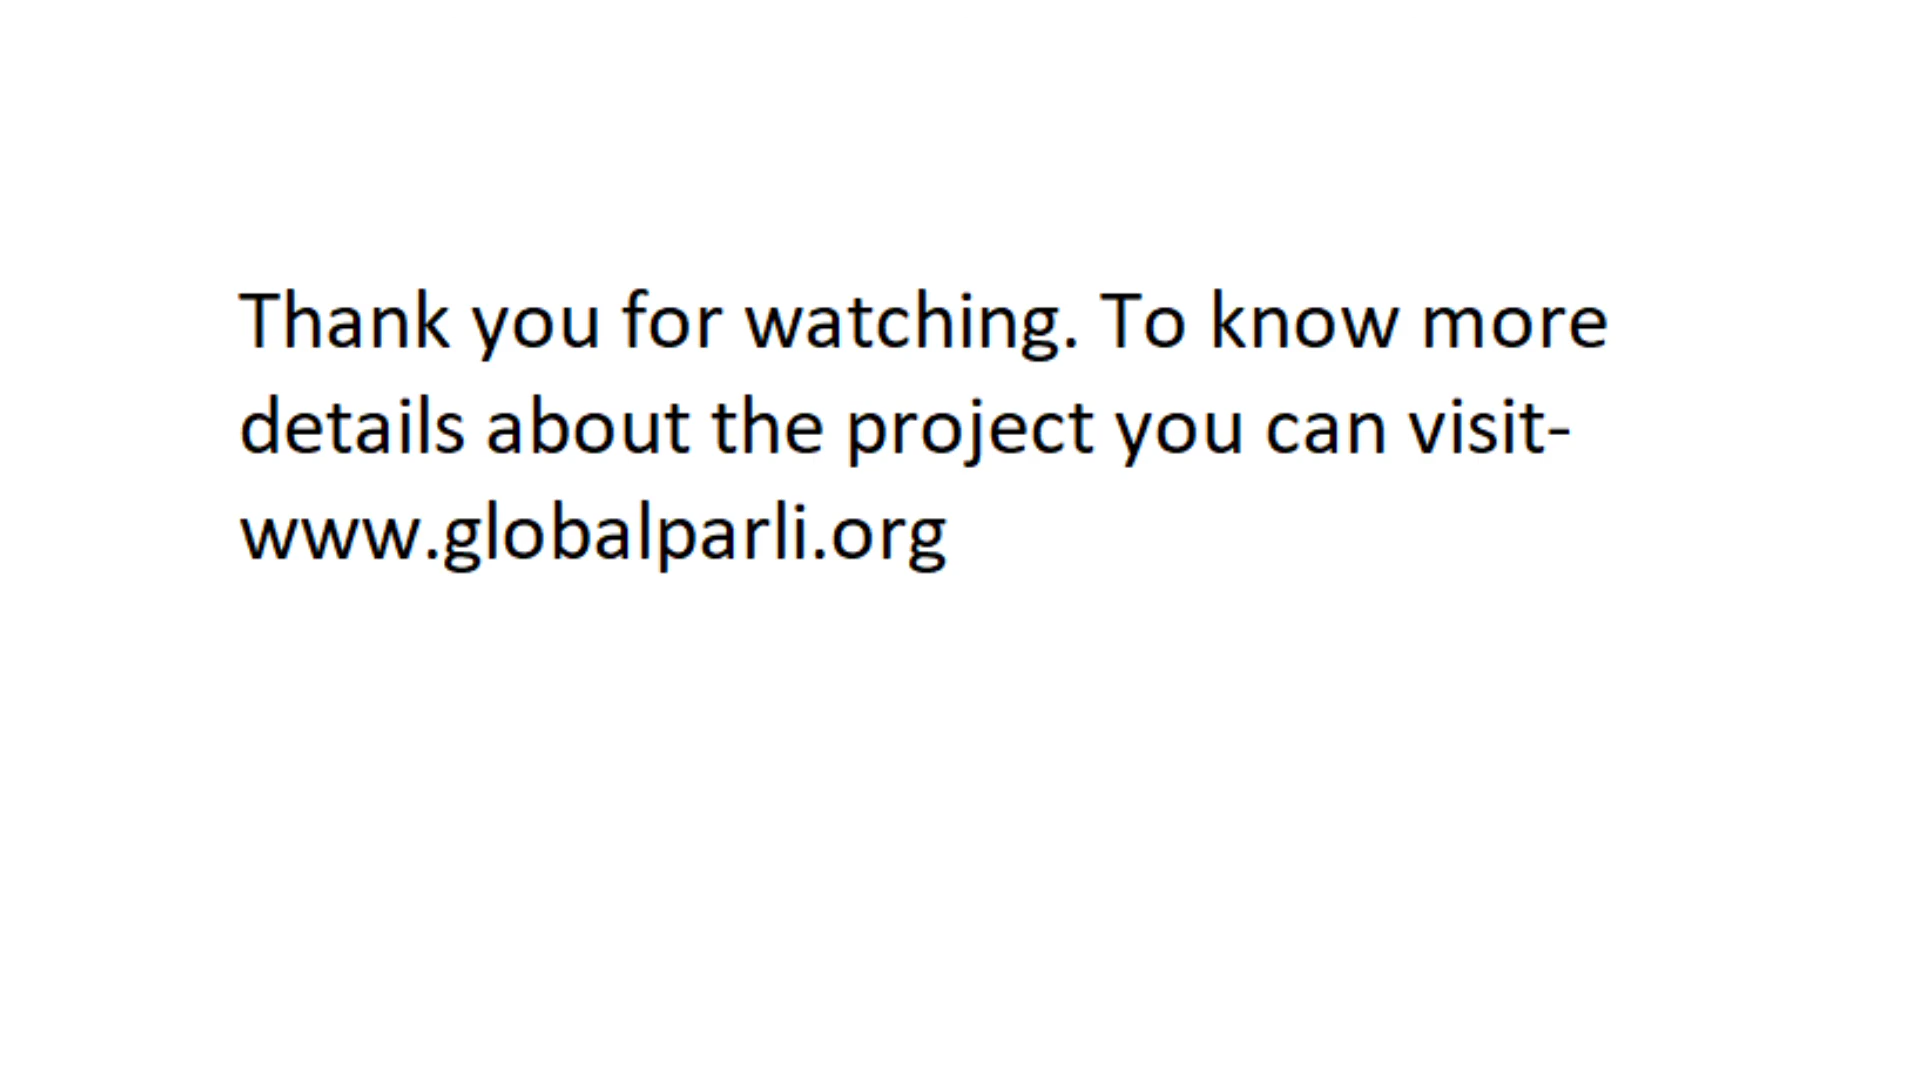 Thank you for watching. To know more
details about the project you can visit-
www.globalparli.org